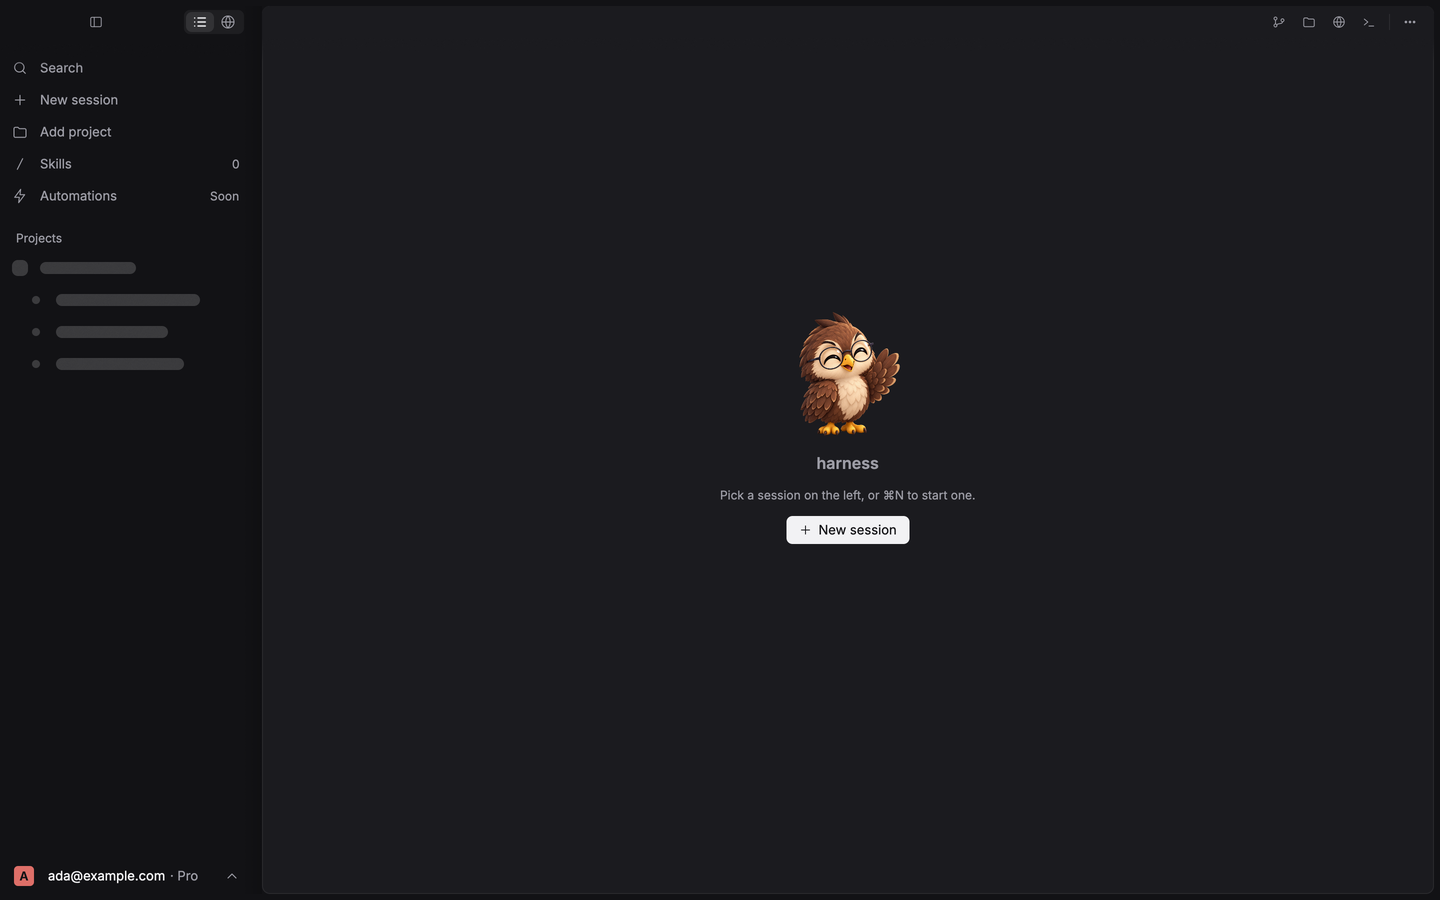 Search
New session
Add project
Skills 0
Automations Soon
Projects
harness
Pick a session on the left, or ⌘N to start one.
New session
A ada@example.com · Pro